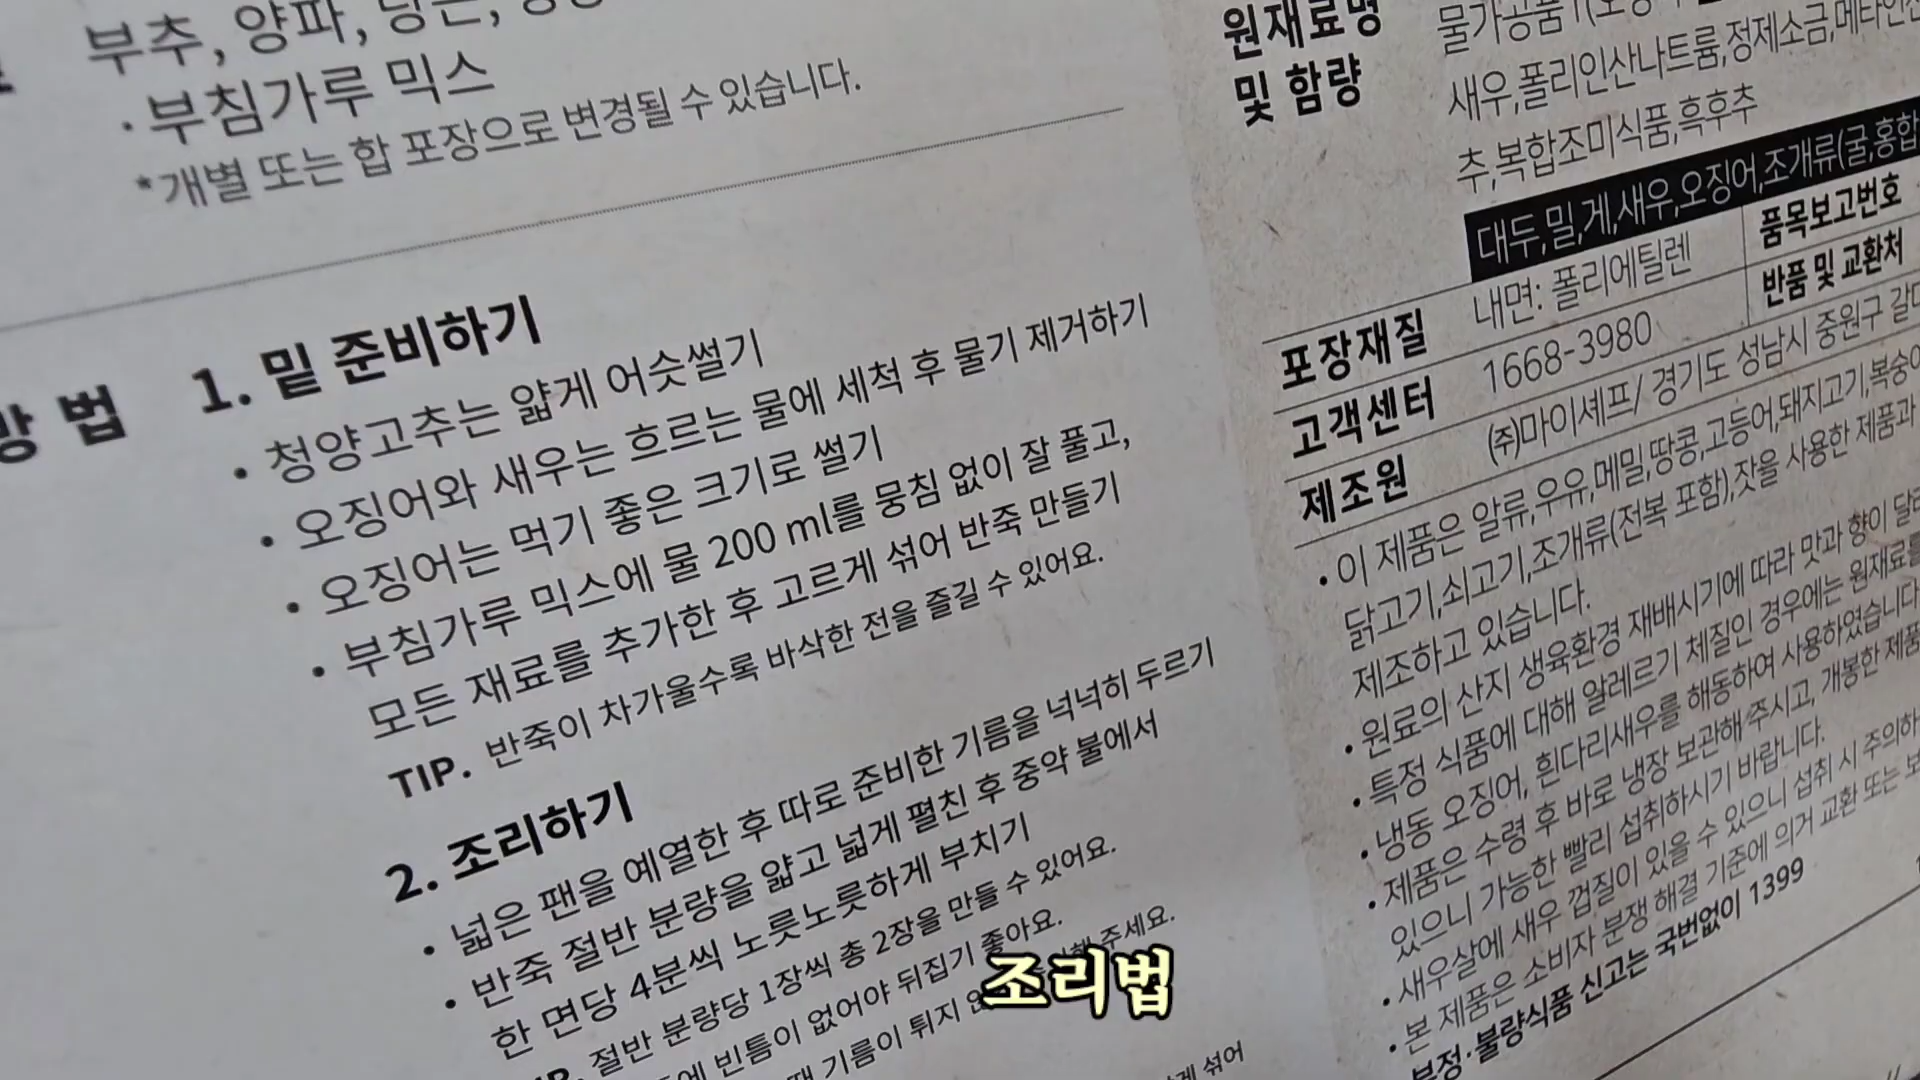 부추, 양파, 당근,
· 부침가루 믹스
*개별 또는 합 포장으로 변경될 수 있습니다.
방 법
1. 밑 준비하기
• 청양고추는 얇게 어슷썰기
• 오징어와 새우는 흐르는 물에 세척 후 물기 제거하기
• 오징어는 먹기 좋은 크기로 썰기
• 부침가루 믹스에 물 200 ml를 뭉침 없이 잘 풀고,
모든 재료를 추가한 후 고르게 섞어 반죽 만들기
TIP. 반죽이 차가울수록 바삭한 전을 즐길 수 있어요.
2. 조리하기
• 넓은 팬을 예열한 후 따로 준비한 기름을 넉넉히 두르기
• 반죽 절반 분량을 얇고 넓게 펼친 후 중약 불에서
한 면당 4분씩 노릇노릇하게 부치기
절반 분량당 1장씩 총 2장을 만들 수 있어요.
빈틈이 없어야 뒤집기 좋아요.
기름이 튀지 주세요.
섞어
원재료명
및 함량
물가공품
새우,폴리인산나트륨,정제소금,메타인산
추,복합조미식품,흑후추
대두,밀,게,새우,오징어,조개류(굴,홍합
포장재질
내면: 폴리에틸렌
품목보고번호
고객센터
1668-3980
반품 및 교환처
제조원
㈜마이셰프/ 경기도 성남시 중원구
• 이 제품은 알류,우유,메밀,땅콩,고등어,돼지고기,복숭아
닭고기,쇠고기,조개류(전복 포함),잣을 사용한 제품과
제조하고 있습니다.
• 원료의 산지 생육환경 재배시기에 따라 맛과 향이
• 특정 식품에 대해 알레르기 체질인 경우에는 원재료를
• 냉동 오징어, 흰다리새우를 해동하여 사용하였습니다
• 제품은 수령 후 바로 냉장 보관해 주시고, 개봉한 제품
있으니 가능한 빨리 섭취하시기 바랍니다.
• 새우살에 새우 껍질이 있을 수 있으니 섭취 시 주의하
• 본 제품은 소비자 분쟁 해결 기준에 의거 교환 또는
부정·불량식품 신고는 국번없이 1399
조리법